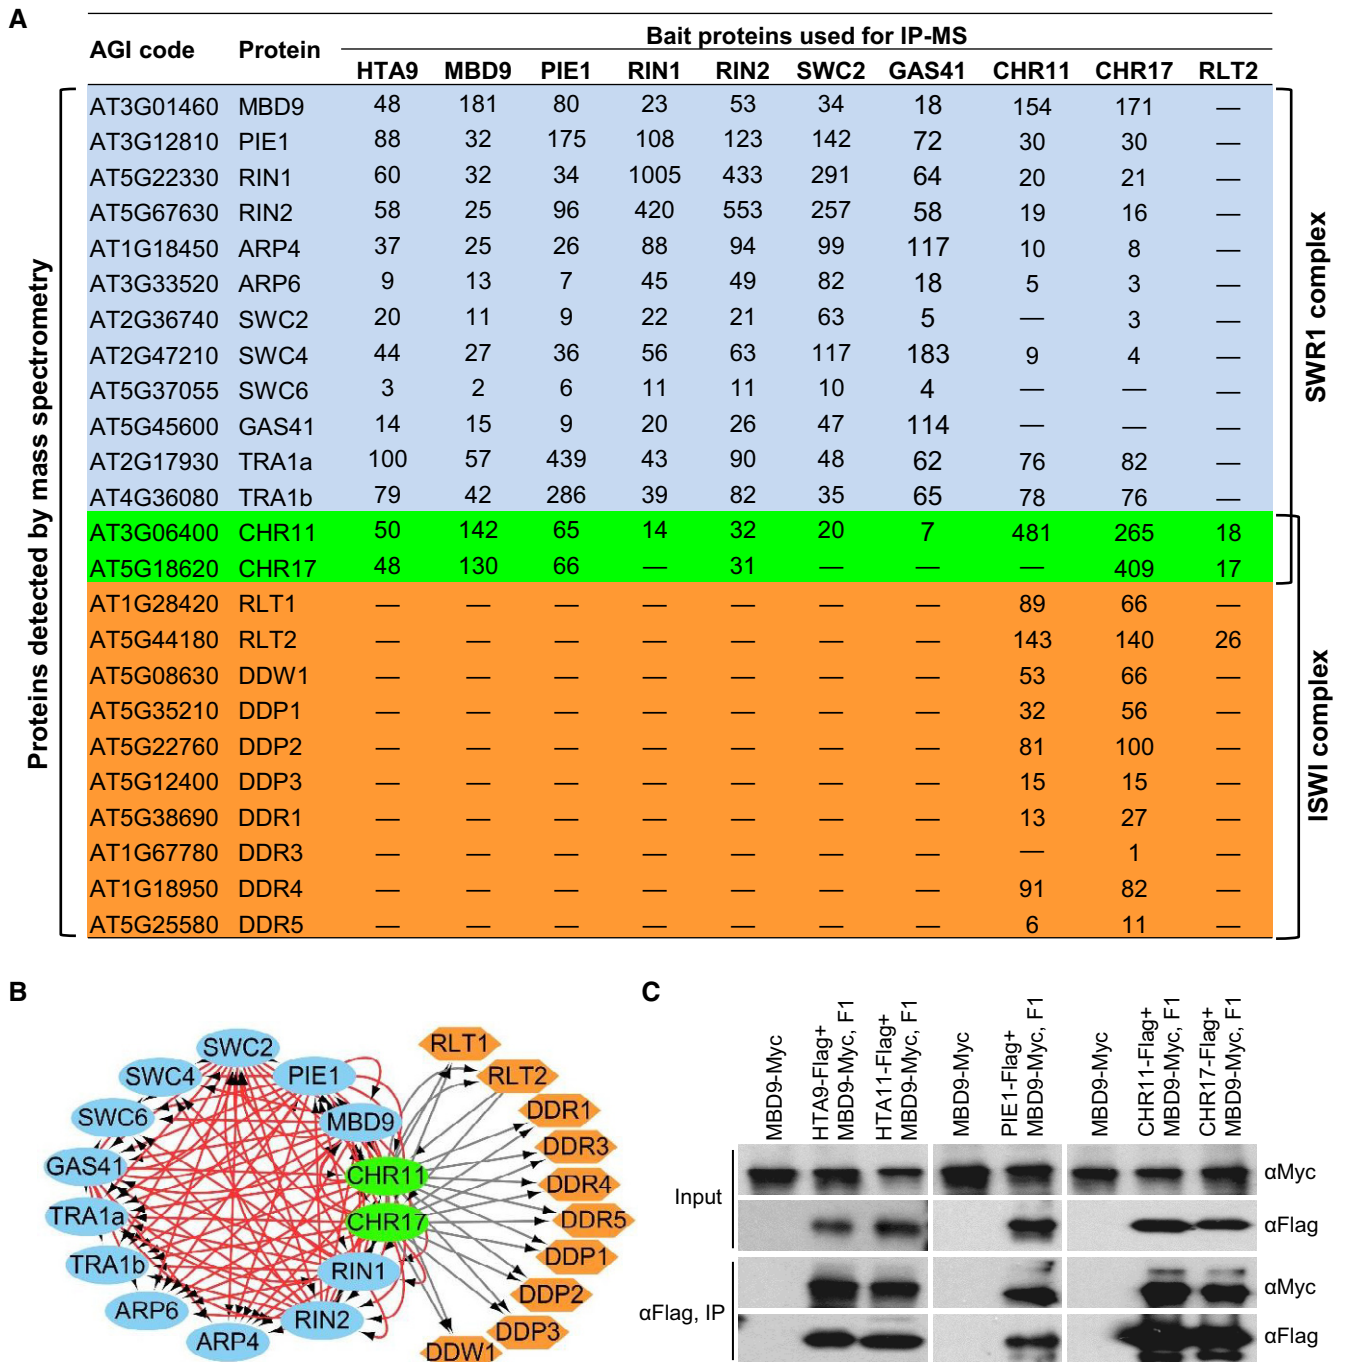 A
AGI code Protein Bait proteins used for IP-MS
HTA9 MBD9 PIE1 RIN1 RIN2 SWC2 GAS41 CHR11 CHR17 RLT2
AT3G01460 MBD9 48 181 80 23 53 34 18 154 171 —
AT3G12810 PIE1 88 32 175 108 123 142 72 30 30 —
AT5G22330 RIN1 60 32 34 1005 433 291 64 20 21 —
AT5G67630 RIN2 58 25 96 420 553 257 58 19 16 —
AT1G18450 ARP4 37 25 26 88 94 99 117 10 8 —
AT3G33520 ARP6 9 13 7 45 49 82 18 5 3 —
AT2G36740 SWC2 20 11 9 22 21 63 5 — 3 —
AT2G47210 SWC4 44 27 36 56 63 117 183 9 4 —
AT5G37055 SWC6 3 2 6 11 11 10 4 — — —
AT5G45600 GAS41 14 15 9 20 26 47 114 — — —
AT2G17930 TRA1a 100 57 439 43 90 48 62 76 82 —
AT4G36080 TRA1b 79 42 286 39 82 35 65 78 76 —
AT3G06400 CHR11 50 142 65 14 32 20 7 481 265 18
AT5G18620 CHR17 48 130 66 — 31 — — — 409 17
AT1G28420 RLT1 — — — — — — — 89 66 —
AT5G44180 RLT2 — — — — — — — 143 140 26
AT5G08630 DDW1 — — — — — — — 53 66 —
AT5G35210 DDP1 — — — — — — — 32 56 —
AT5G22760 DDP2 — — — — — — — 81 100 —
AT5G12400 DDP3 — — — — — — — 15 15 —
AT5G38690 DDR1 — — — — — — — 13 27 —
AT1G67780 DDR3 — — — — — — — — 1 —
AT1G18950 DDR4 — — — — — — — 91 82 —
AT5G25580 DDR5 — — — — — — — 6 11 —
Proteins detected by mass spectrometry
SWR1 complex
ISWI complex
B
SWC2
PIE1
SWC4
MBD9
SWC6
GAS41
CHR11
TRA1a
CHR17
TRA1b
RIN1
ARP6
RIN2
ARP4
RLT1
RLT2
DDR1
DDR3
DDR4
DDR5
DDP1
DDP2
DDP3
DDW1
C
MBD9-Myc
HTA9-Flag+
MBD9-Myc, F1
HTA11-Flag+
MBD9-Myc, F1
MBD9-Myc
PIE1-Flag+
MBD9-Myc, F1
MBD9-Myc
CHR11-Flag+
MBD9-Myc, F1
CHR17-Flag+
MBD9-Myc, F1
Input
αMyc
αFlag
αFlag, IP
αMyc
αFlag